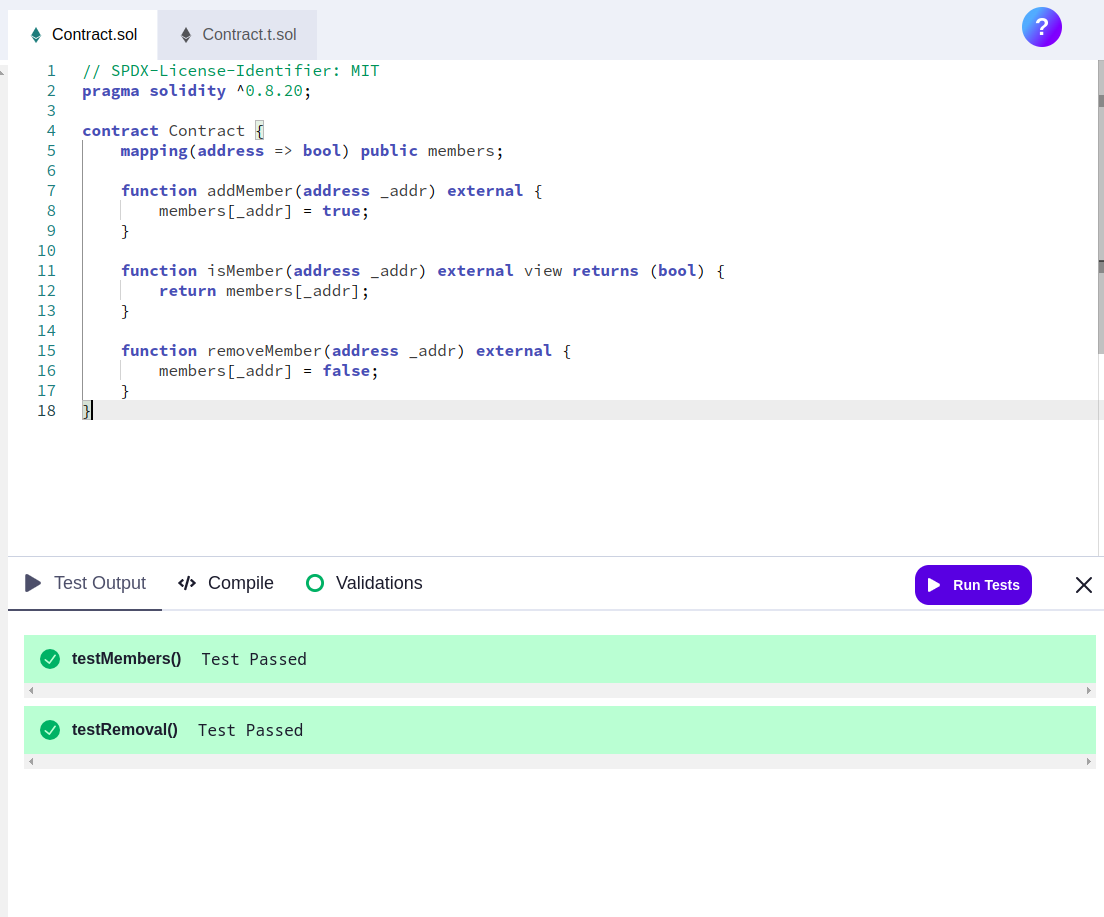 Contract.sol
Contract.t.sol
?
1 // SPDX-License-Identifier: MIT
2 pragma solidity ^0.8.20;
3
4 contract Contract {
5     mapping(address => bool) public members;
6
7     function addMember(address _addr) external {
8         members[_addr] = true;
9     }
10
11     function isMember(address _addr) external view returns (bool) {
12         return members[_addr];
13     }
14
15     function removeMember(address _addr) external {
16         members[_addr] = false;
17     }
18 }
Test Output
Compile
Validations
Run Tests
testMembers() Test Passed
testRemoval() Test Passed